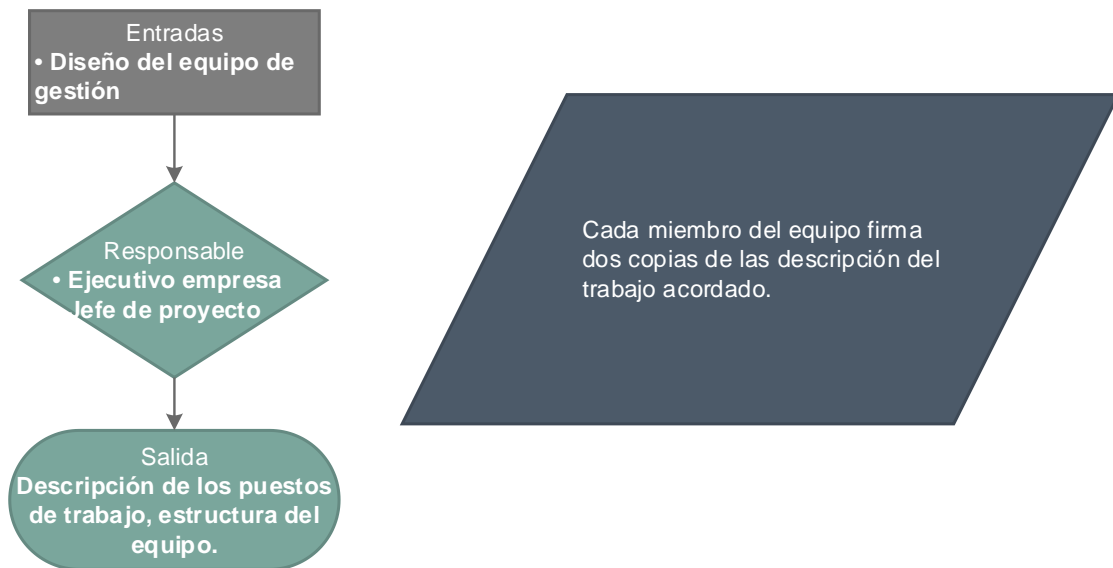 Entradas
• Diseño del equipo de
gestión
Responsable
• Ejecutivo empresa
Jefe de proyecto
Salida
Descripción de los puestos
de trabajo, estructura del
equipo.
Cada miembro del equipo firma
dos copias de las descripción del
trabajo acordado.